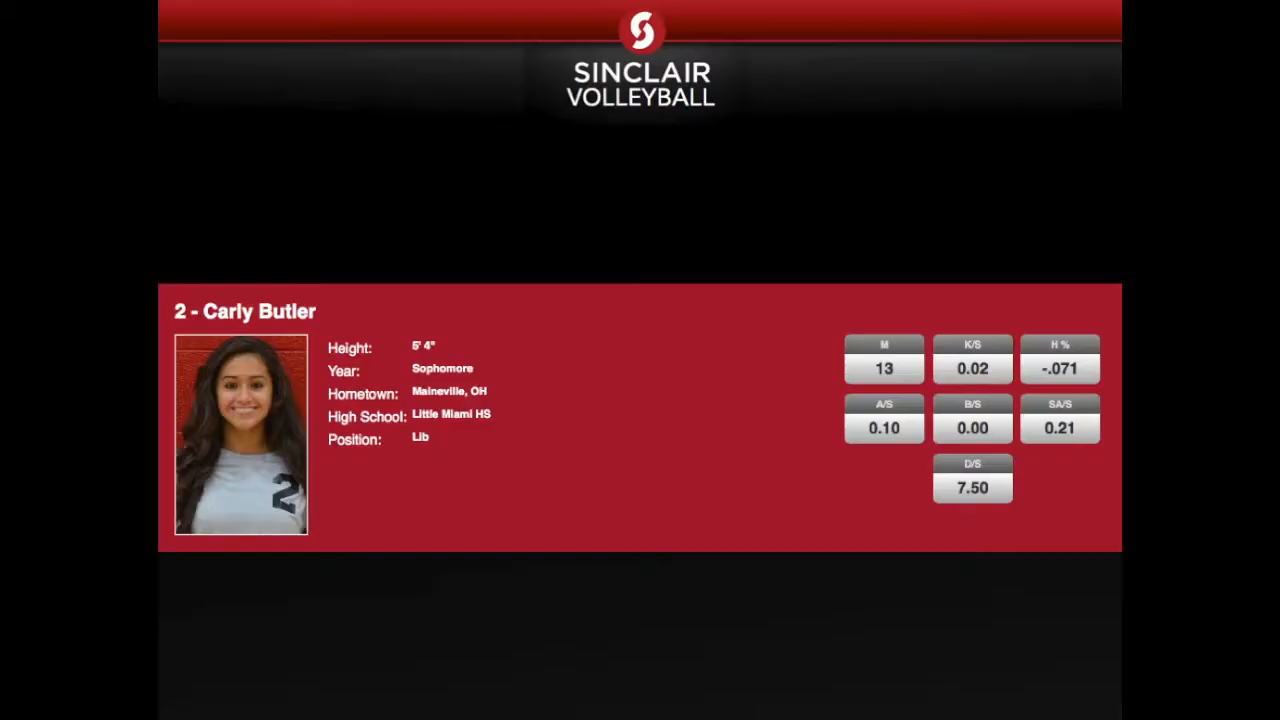 SINCLAIR
VOLLEYBALL
2 - Carly Butler
Height: 5' 4"
Year: Sophomore
Hometown: Maineville, OH
High School: Little Miami HS
Position: Lib
2
M K/S H %
13 0.02 -.071
A/S B/S SA/S
0.10 0.00 0.21
D/S
7.50